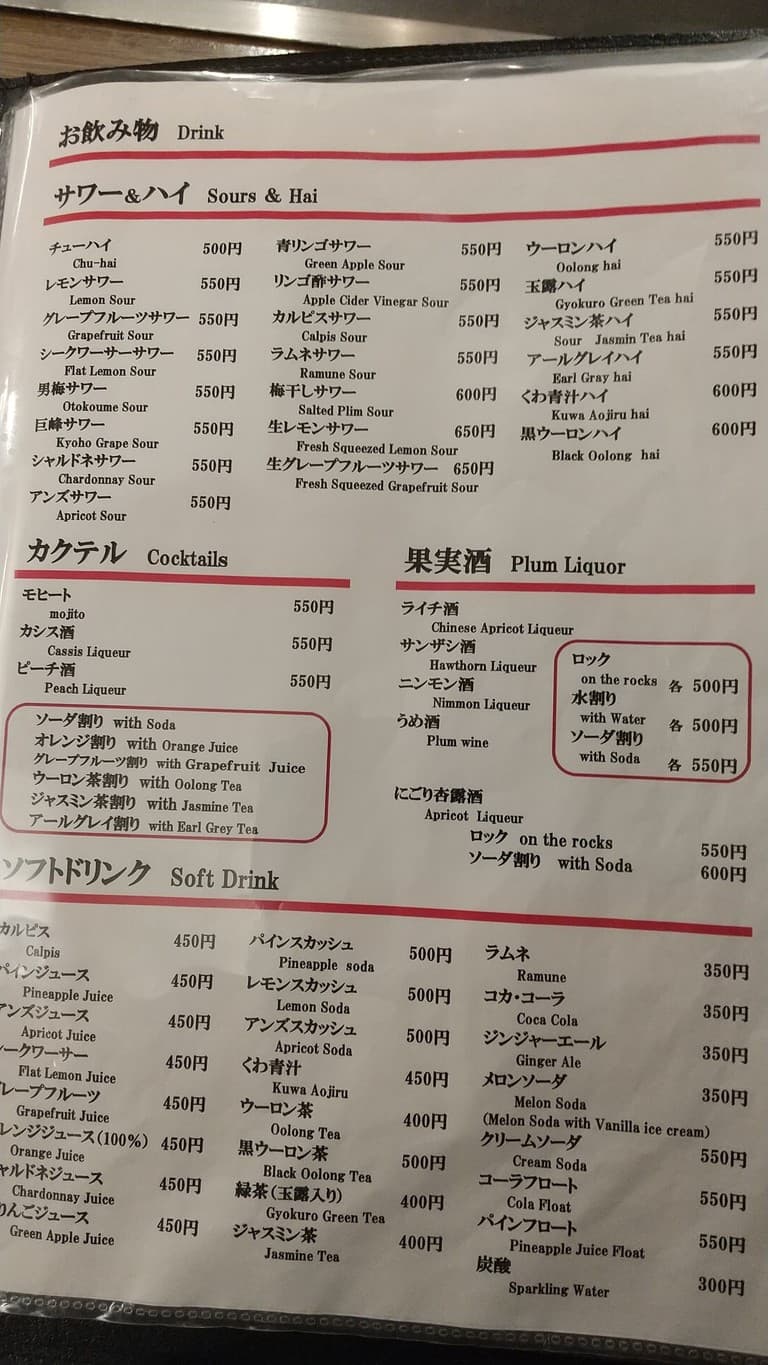 お飲み物 Drink
サワー&ハイ Sours & Hai
チューハイ 500円
Chu-hai
レモンサワー 550円
Lemon Sour
グレープフルーツサワー 550円
Grapefruit Sour
シークワーサーサワー 550円
Flat Lemon Sour
男梅サワー 550円
Otokoume Sour
巨峰サワー 550円
Kyoho Grape Sour
シャルドネサワー 550円
Chardonnay Sour
アンズサワー 550円
Apricot Sour
青リンゴサワー 550円
Green Apple Sour
リンゴ酢サワー 550円
Apple Cider Vinegar Sour
カルピスサワー 550円
Calpis Sour
ラムネサワー 550円
Ramune Sour
梅干しサワー 600円
Salted Plim Sour
生レモンサワー 650円
Fresh Squeezed Lemon Sour
生グレープフルーツサワー 650円
Fresh Squeezed Grapefruit Sour
ウーロンハイ 550円
Oolong hai
玉露ハイ 550円
Gyokuro Green Tea hai
ジャスミン茶ハイ 550円
Sour Jasmin Tea hai
アールグレイハイ 550円
Earl Gray hai
くわ青汁ハイ 600円
Kuwa Aojiru hai
黒ウーロンハイ 600円
Black Oolong hai
カクテル Cocktails
モヒート 550円
mojito
カシス酒 550円
Cassis Liqueur
ピーチ酒 550円
Peach Liqueur
ソーダ割り with Soda
オレンジ割り with Orange Juice
グレープフルーツ割り with Grapefruit Juice
ウーロン茶割り with Oolong Tea
ジャスミン茶割り with Jasmine Tea
アールグレイ割り with Earl Grey Tea
果実酒 Plum Liquor
ライチ酒
Chinese Apricot Liqueur
サンザシ酒
Hawthorn Liqueur
ニンモン酒
Nimmon Liqueur
うめ酒
Plum wine
ロック
on the rocks 各 500円
水割り
with Water 各 500円
ソーダ割り
with Soda 各 550円
にごり杏露酒
Apricot Liqueur
ロック on the rocks 550円
ソーダ割り with Soda 600円
ソフトドリンク Soft Drink
カルピス 450円
Calpis
パインジュース 450円
Pineapple Juice
アンズジュース 450円
Apricot Juice
ークワーサー 450円
Flat Lemon Juice
レープフルーツ 450円
Grapefruit Juice
レンジジュース(100%) 450円
Orange Juice
ャルドネジュース 450円
Chardonnay Juice
りんごジュース 450円
Green Apple Juice
パインスカッシュ 500円
Pineapple soda
レモンスカッシュ 500円
Lemon Soda
アンズスカッシュ 500円
Apricot Soda
くわ青汁 450円
Kuwa Aojiru
ウーロン茶 400円
Oolong Tea
黒ウーロン茶 500円
Black Oolong Tea
緑茶(玉露入り) 400円
Gyokuro Green Tea
ジャスミン茶 400円
Jasmine Tea
ラムネ 350円
Ramune
コカ・コーラ 350円
Coca Cola
ジンジャーエール 350円
Ginger Ale
メロンソーダ 350円
Melon Soda
(Melon Soda with Vanilla ice cream)
クリームソーダ 550円
Cream Soda
コーラフロート 550円
Cola Float
パインフロート 550円
Pineapple Juice Float
炭酸 300円
Sparkling Water